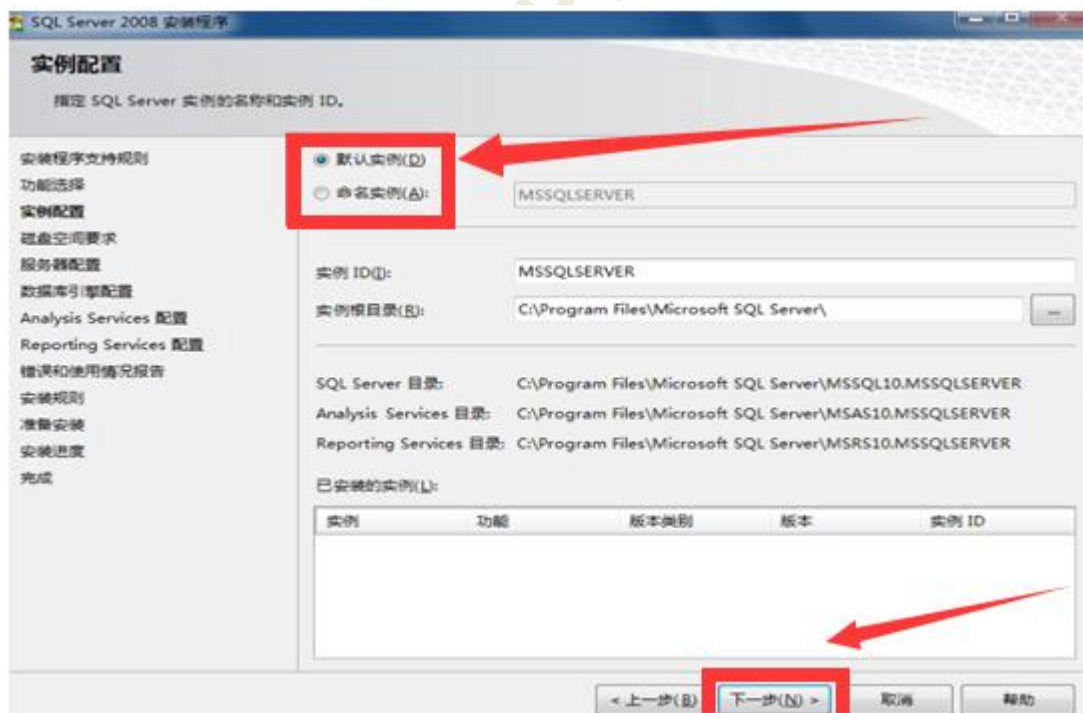 SQL Server 2008 安装程序
实例配置
指定 SQL Server 实例的名称和实例 ID。
安装程序支持规则
功能选择
实例配置
磁盘空间要求
服务器配置
数据库引擎配置
Analysis Services 配置
Reporting Services 配置
错误和使用情况报告
安装规则
准备安装
安装进度
完成
默认实例(D)
命名实例(A): MSSQLSERVER
实例 ID(I): MSSQLSERVER
实例根目录(R): C:\Program Files\Microsoft SQL Server\ ...
SQL Server 目录: C:\Program Files\Microsoft SQL Server\MSSQL10.MSSQLSERVER
Analysis Services 目录: C:\Program Files\Microsoft SQL Server\MSAS10.MSSQLSERVER
Reporting Services 目录: C:\Program Files\Microsoft SQL Server\MSRS10.MSSQLSERVER
已安装的实例(L):
实例 功能 版本类别 版本 实例 ID
< 上一步(B) 下一步(N) > 取消 帮助